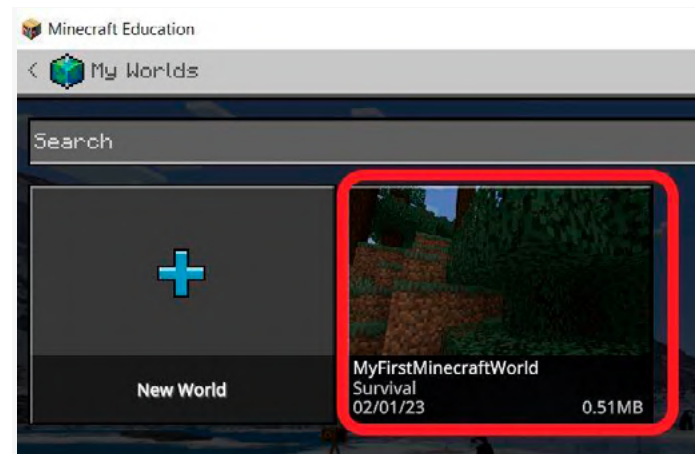 Minecraft Education
< My Worlds
Search
New World
MyFirstMinecraftWorld
Survival
02/01/23 0.51MB